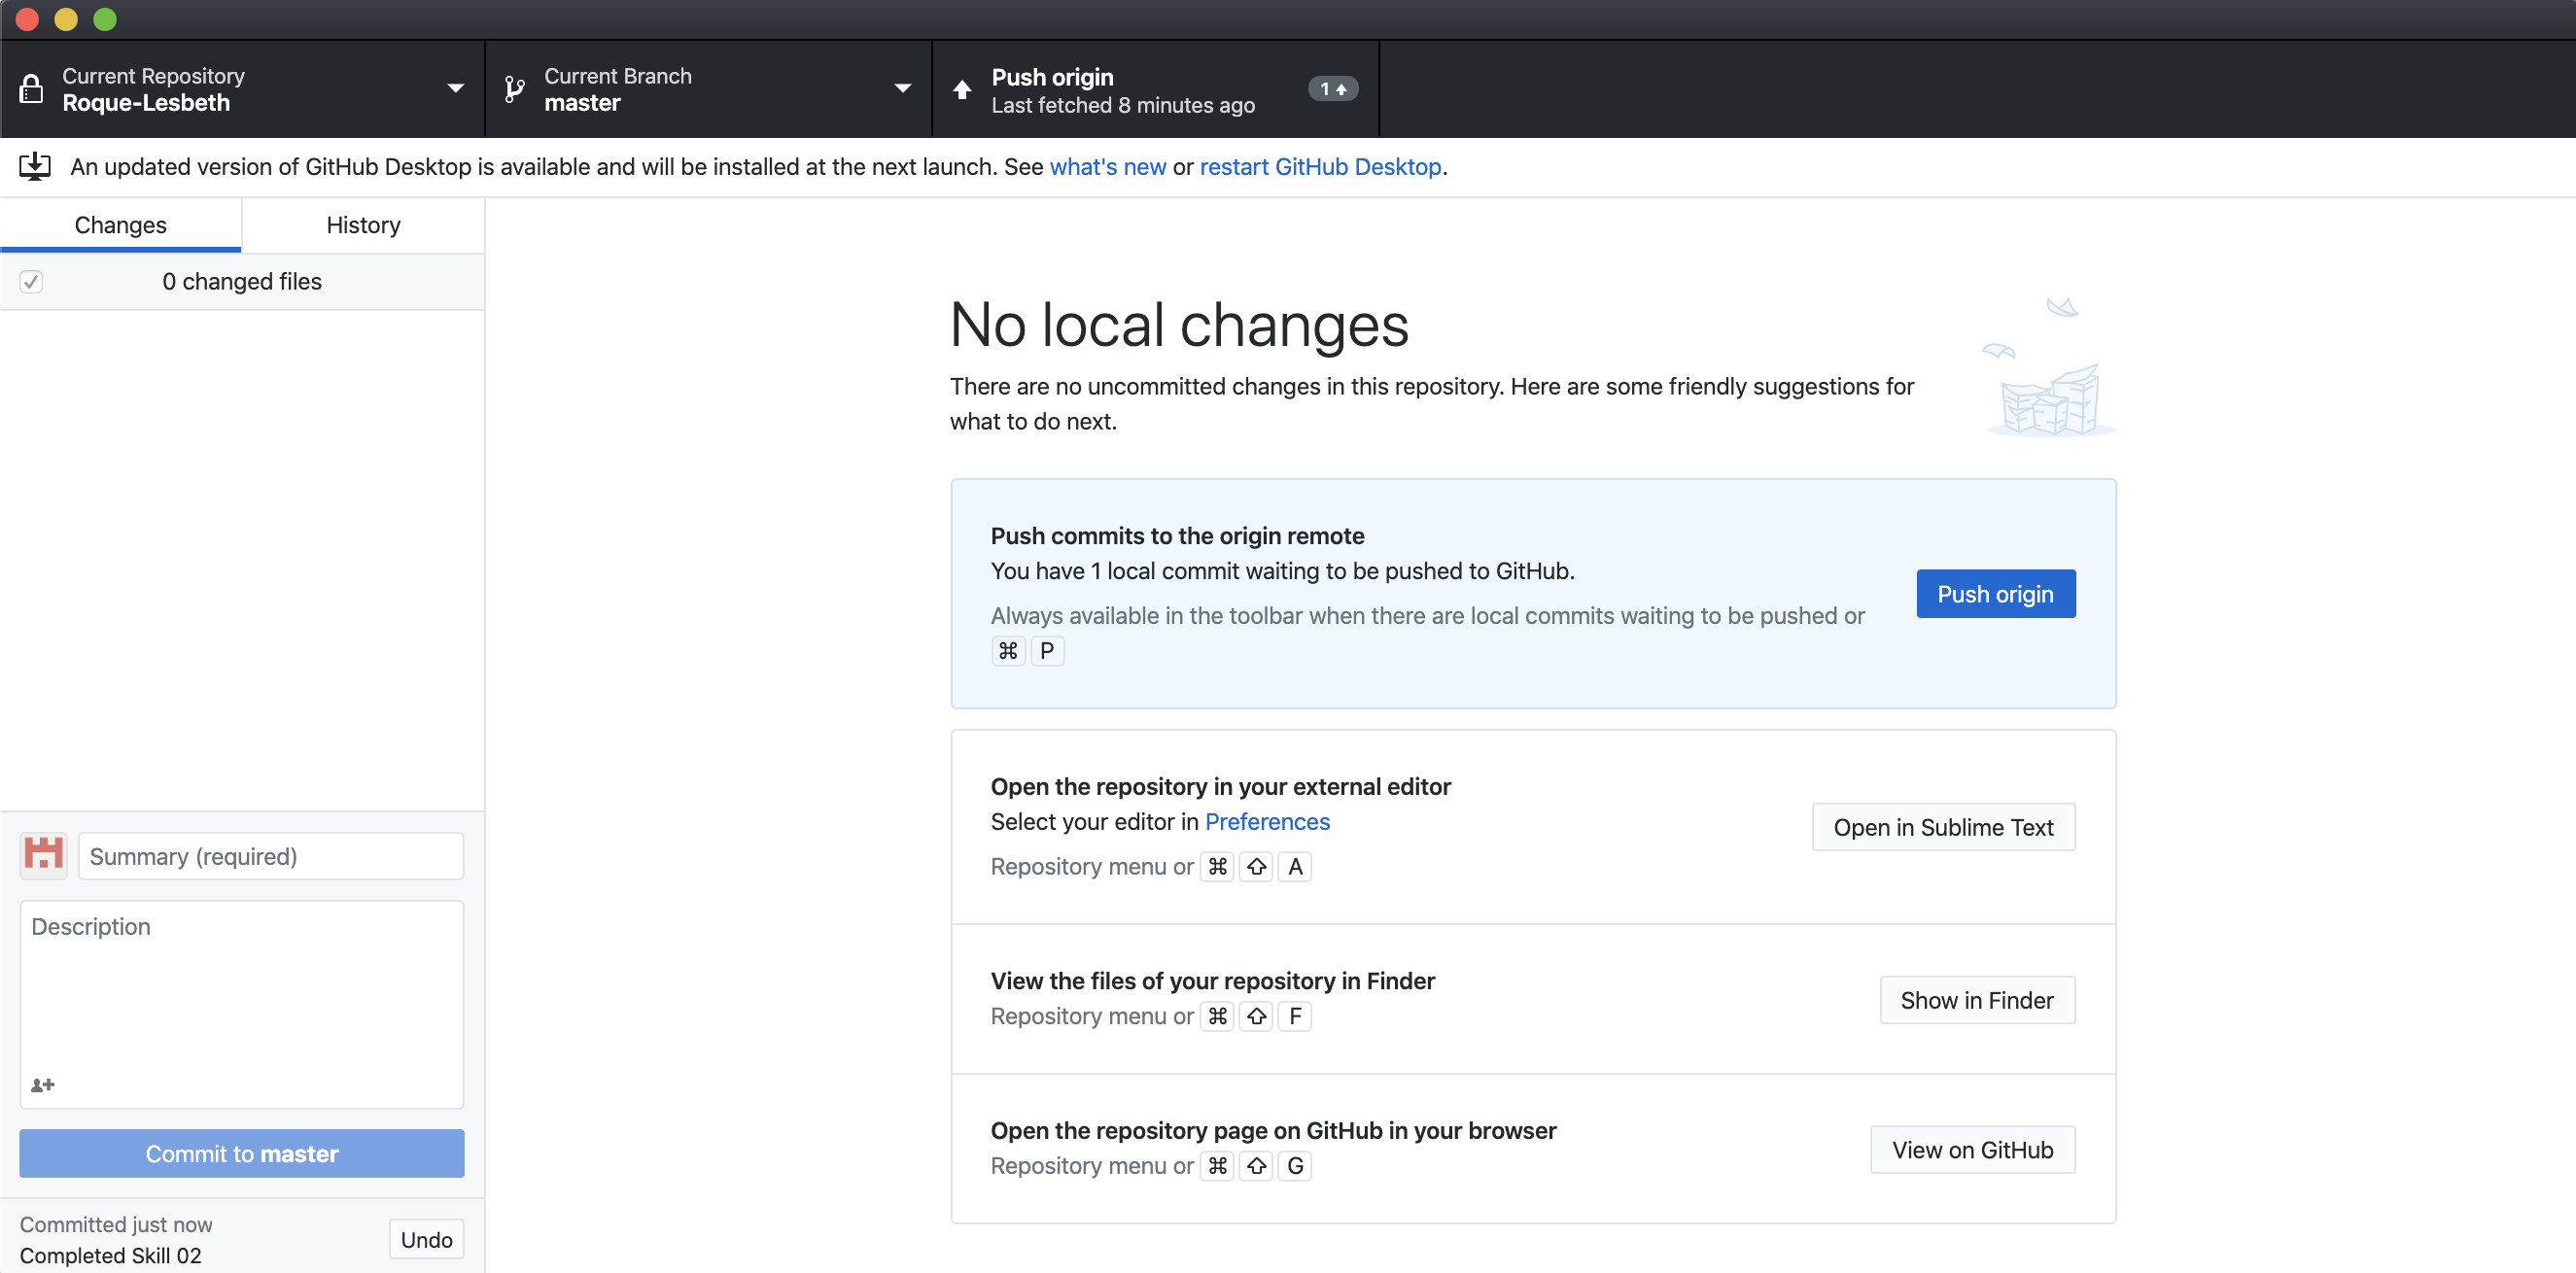 Current Repository
Roque-Lesbeth
Current Branch
master
Push origin
Last fetched 8 minutes ago
1
An updated version of GitHub Desktop is available and will be installed at the next launch. See what's new or restart GitHub Desktop.
Changes
History
0 changed files
No local changes
There are no uncommitted changes in this repository. Here are some friendly suggestions for
what to do next.
Push commits to the origin remote
You have 1 local commit waiting to be pushed to GitHub.
Always available in the toolbar when there are local commits waiting to be pushed or
⌘ P
Push origin
Open the repository in your external editor
Select your editor in Preferences
Repository menu or ⌘ ⇧ A
Open in Sublime Text
View the files of your repository in Finder
Repository menu or ⌘ ⇧ F
Show in Finder
Open the repository page on GitHub in your browser
Repository menu or ⌘ ⇧ G
View on GitHub
Summary (required)
Description
Commit to master
Committed just now
Completed Skill 02
Undo